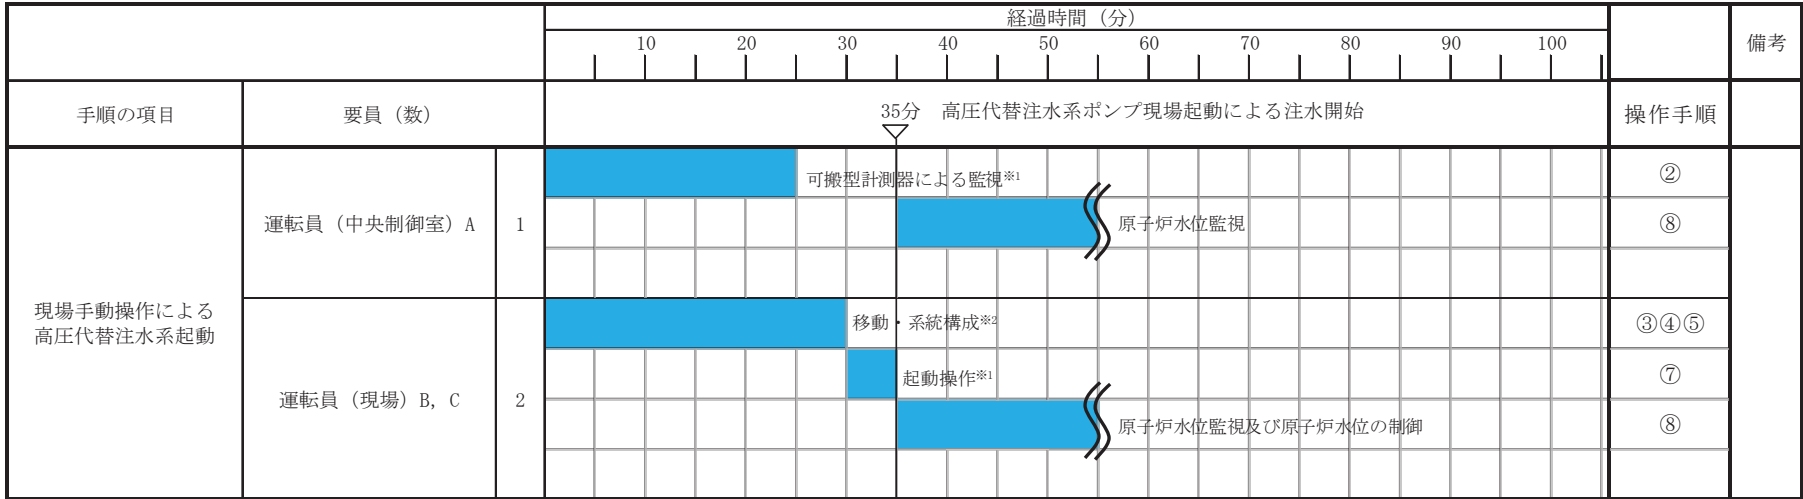 経過時間（分）
備考
10 20 30 40 50 60 70 80 90 100
手順の項目
要員（数）
35分 高圧代替注水系ポンプ現場起動による注水開始
操作手順
現場手動操作による
高圧代替注水系起動
運転員（中央制御室）A
1
可搬型計測器による監視※1
②
原子炉水位監視
⑧
運転員（現場）B, C
2
移動・系統構成※2
③④⑤
起動操作※1
⑦
原子炉水位監視及び原子炉水位の制御
⑧